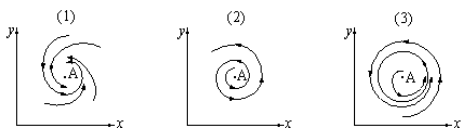 (1) (2) (3)
y y y
A A A
x x x